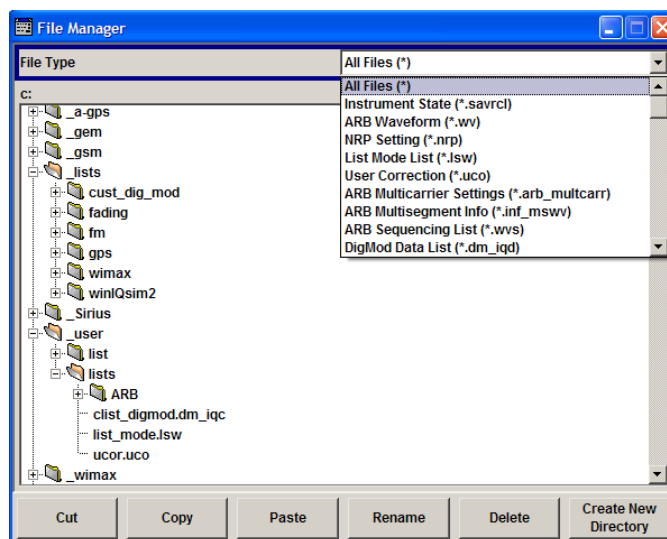 File Manager
File Type
All Files (*)
c:
All Files (*)
Instrument State (*.savrcl)
ARB Waveform (*.wv)
NRP Setting (*.nrp)
List Mode List (*.lsw)
User Correction (*.uco)
ARB Multicarrier Settings (*.arb_multcarr)
ARB Multisegment Info (*.inf_mswv)
ARB Sequencing List (*.wvs)
DigMod Data List (*.dm_iqd)
_a-gps
_gem
_gsm
_lists
cust_dig_mod
fading
fm
gps
wimax
winIQsim2
_Sirius
_user
list
lists
ARB
clist_digmod.dm_iqc
list_mode.lsw
ucor.uco
_wimax
Cut
Copy
Paste
Rename
Delete
Create New
Directory